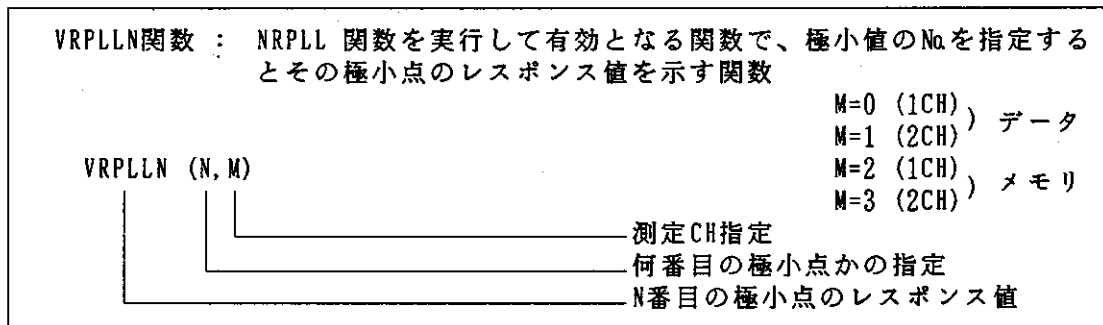 VRPLLN関数 : NRPLL 関数を実行して有効となる関数で、極小値の№を指定する
とその極小点のレスポンス値を示す関数
M=0 (1CH)
M=1 (2CH)
) データ
VRPLLN (N,M)
M=2 (1CH)
M=3 (2CH)
) メモリ
測定CH指定
何番目の極小点かの指定
N番目の極小点のレスポンス値